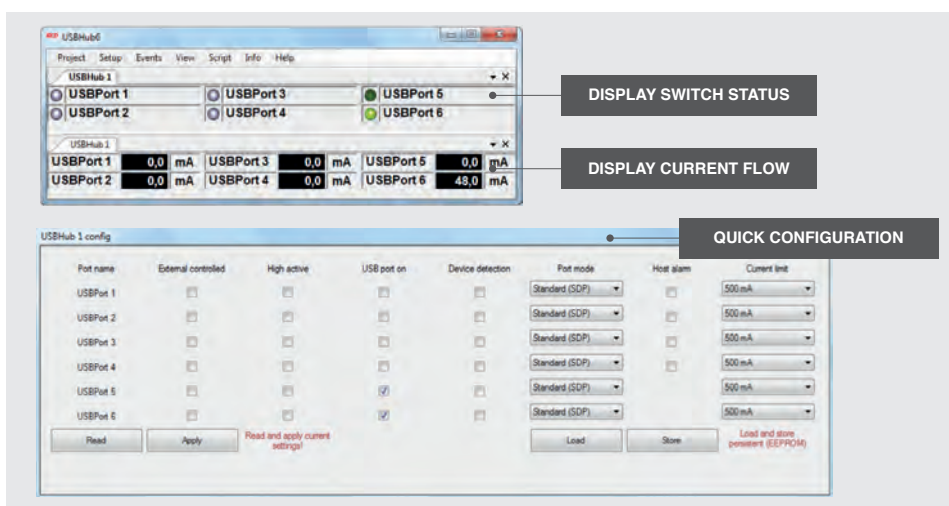 USBHub6
Project Setup Events View Script Info Help
USBHub 1
USBPort 1 USBPort 3 USBPort 5
USBPort 2 USBPort 4 USBPort 6
DISPLAY SWITCH STATUS
USBHub 1
USBPort 1 0,0 mA USBPort 3 0,0 mA USBPort 5 0,0 mA
USBPort 2 0,0 mA USBPort 4 0,0 mA USBPort 6 48,0 mA
DISPLAY CURRENT FLOW
USBHub 1 config
QUICK CONFIGURATION
Port name External controlled High active USB port on Device detection Port mode Host alarm Current limit
USBPort 1 Standard (SDP) 500 mA
USBPort 2 Standard (SDP) 500 mA
USBPort 3 Standard (SDP) 500 mA
USBPort 4 Standard (SDP) 500 mA
USBPort 5 Standard (SDP) 500 mA
USBPort 6 Standard (SDP) 500 mA
Read Apply Read and apply current Load Store Load and store
settings! persistent (EEPROM)